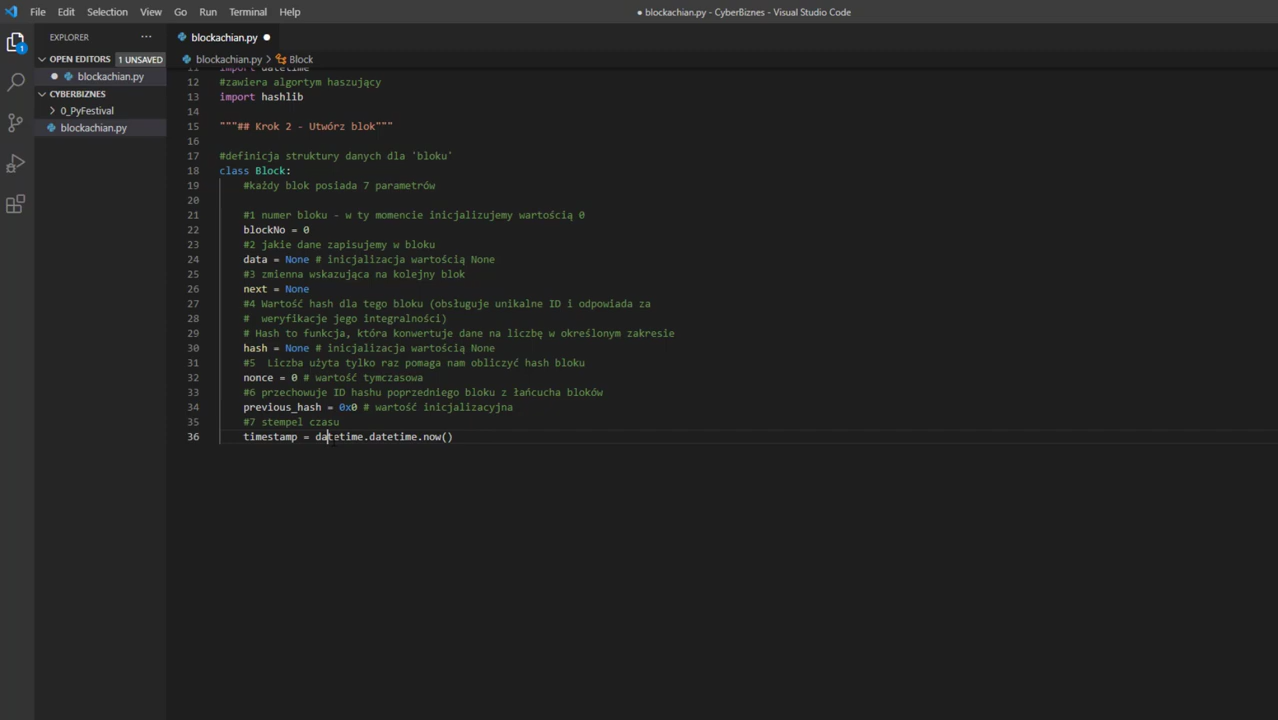 File Edit Selection View Go Run Terminal Help
● blockachian.py - CyberBiznes - Visual Studio Code
EXPLORER ···
1
blockachian.py ●
OPEN EDITORS 1 UNSAVED
● blockachian.py
CYBERBIZNES
0_PyFestival
blockachian.py
blockachian.py > Block
11 import datetime
12 #zawiera algortym haszujący
13 import hashlib
14
15 """## Krok 2 - Utwórz blok"""
16
17 #definicja struktury danych dla 'bloku'
18 class Block:
19 #każdy blok posiada 7 parametrów
20
21 #1 numer bloku - w ty momencie inicjalizujemy wartością 0
22 blockNo = 0
23 #2 jakie dane zapisujemy w bloku
24 data = None # inicjalizacja wartością None
25 #3 zmienna wskazująca na kolejny blok
26 next = None
27 #4 Wartość hash dla tego bloku (obsługuje unikalne ID i odpowiada za
28 #  weryfikacje jego integralności)
29 # Hash to funkcja, która konwertuje dane na liczbę w określonym zakresie
30 hash = None # inicjalizacja wartością None
31 #5  Liczba użyta tylko raz pomaga nam obliczyć hash bloku
32 nonce = 0 # wartość tymczasowa
33 #6 przechowuje ID hashu poprzedniego bloku z łańcucha bloków
34 previous_hash = 0x0 # wartość inicjalizacyjna
35 #7 stempel czasu
36 timestamp = datetime.datetime.now()